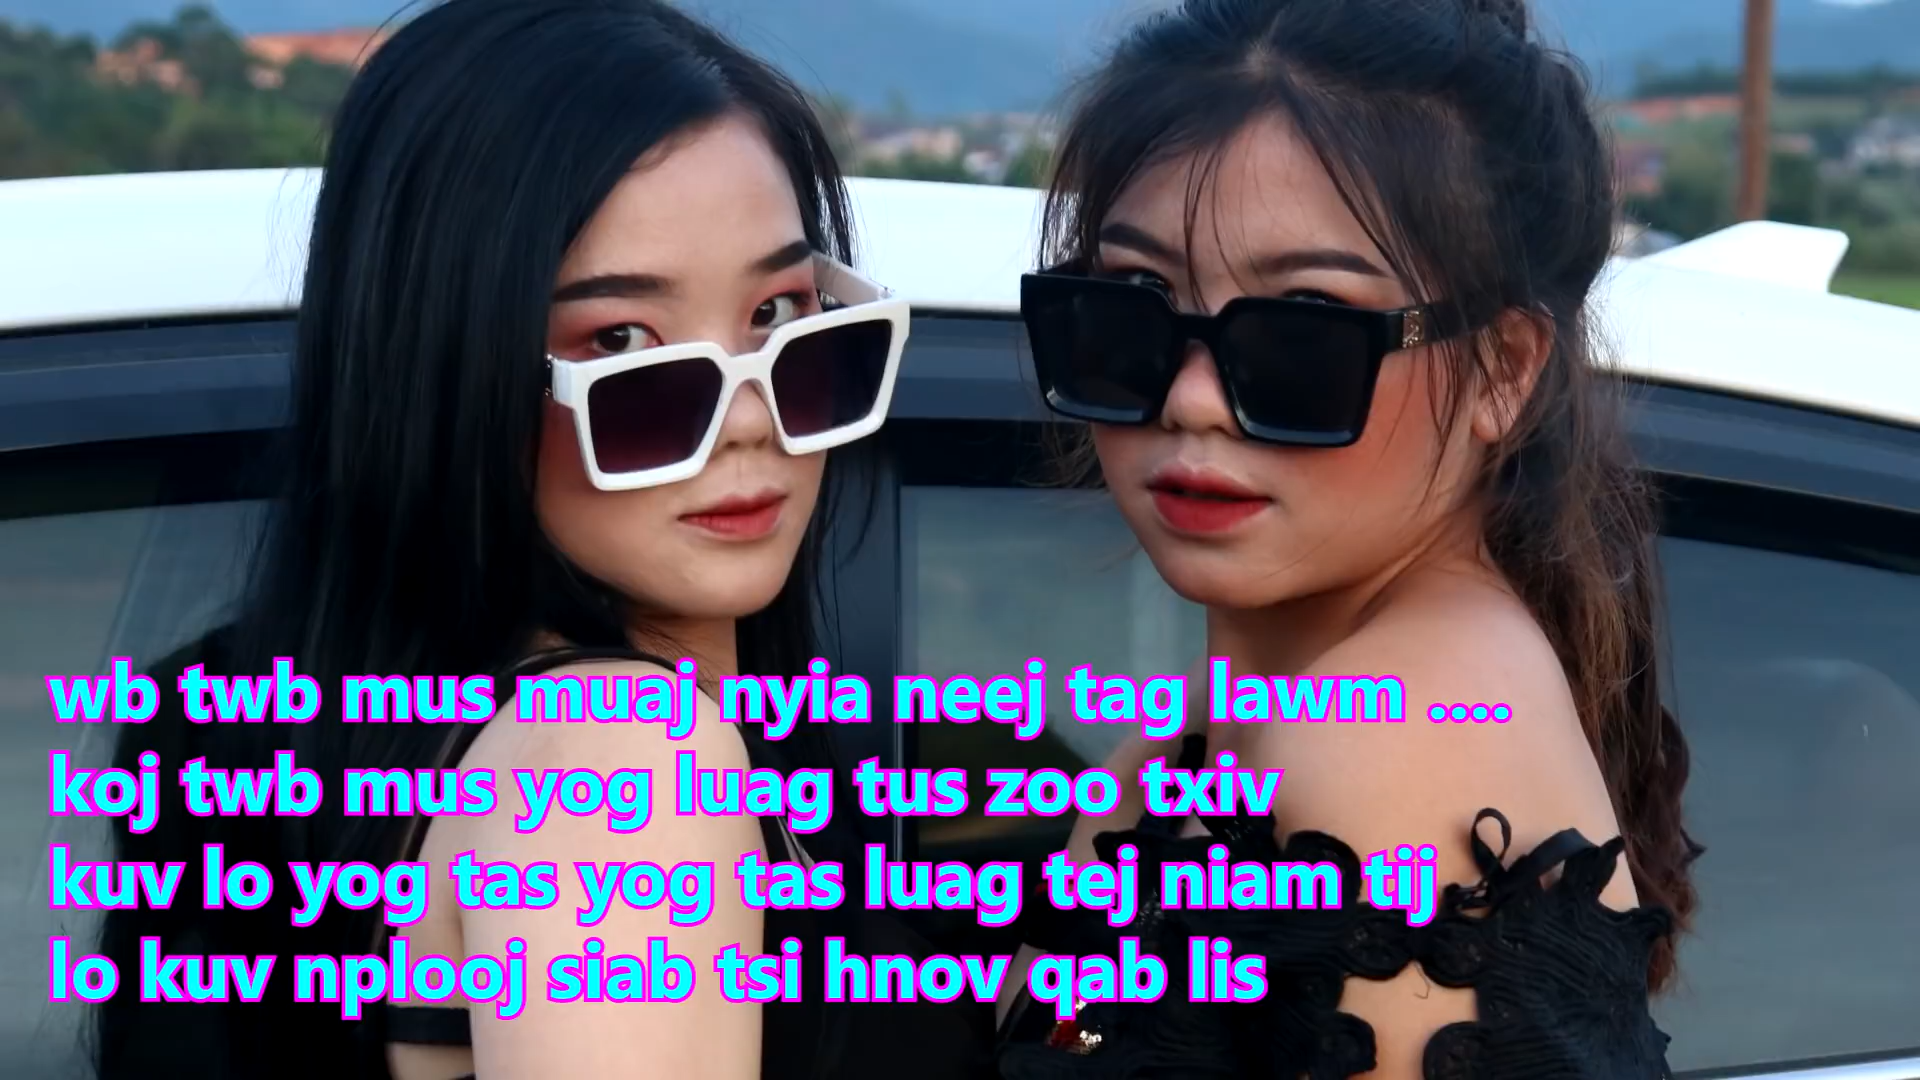 wb twb mus muaj nyia neej tag lawm ....
koj twb mus yog luag tus zoo txiv
kuv lo yog tas yog tas luag tej niam tij
lo kuv nplooj siab tsi hnov qab lis